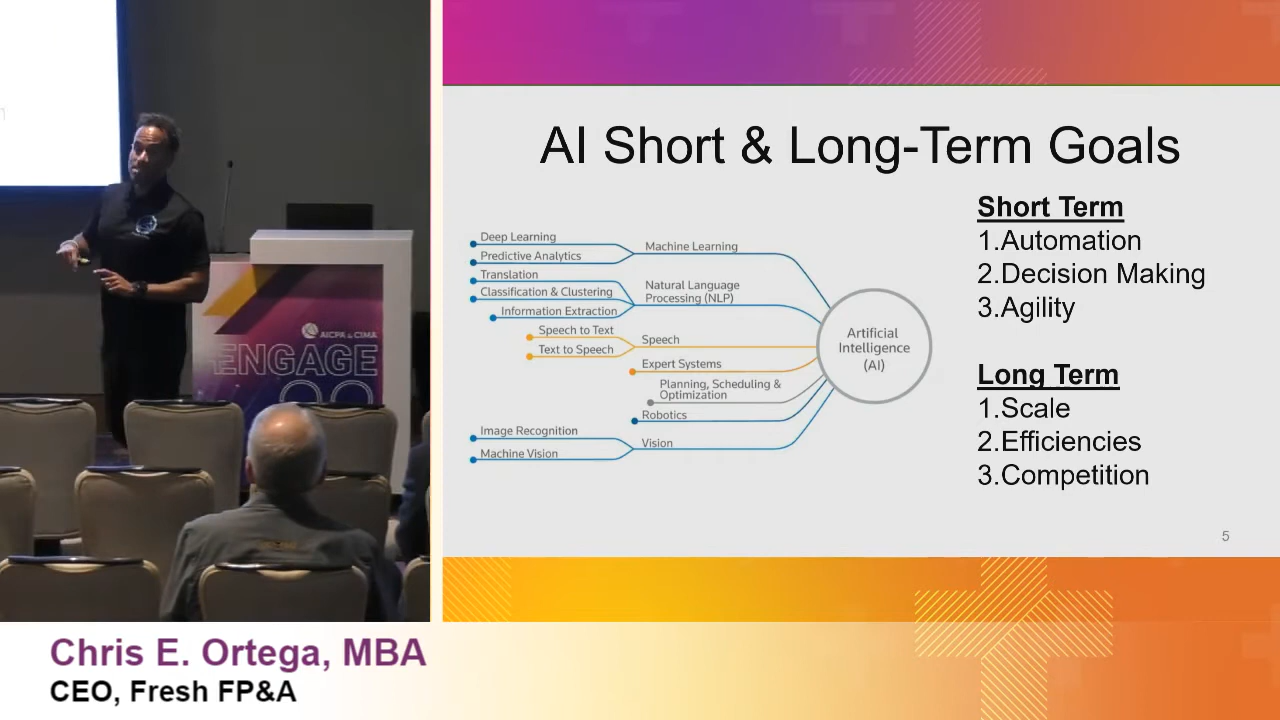 AICPA & CIMA
ENGAGE
AI Short & Long-Term Goals
Deep Learning
Predictive Analytics
Machine Learning
Translation
Classification & Clustering
Information Extraction
Natural Language
Processing (NLP)
Speech to Text
Text to Speech
Speech
Expert Systems
Planning, Scheduling &
Optimization
Robotics
Image Recognition
Machine Vision
Vision
Artificial
Intelligence
(AI)
Short Term
1.Automation
2.Decision Making
3.Agility
Long Term
1.Scale
2.Efficiencies
3.Competition
5
Chris E. Ortega, MBA
CEO, Fresh FP&A